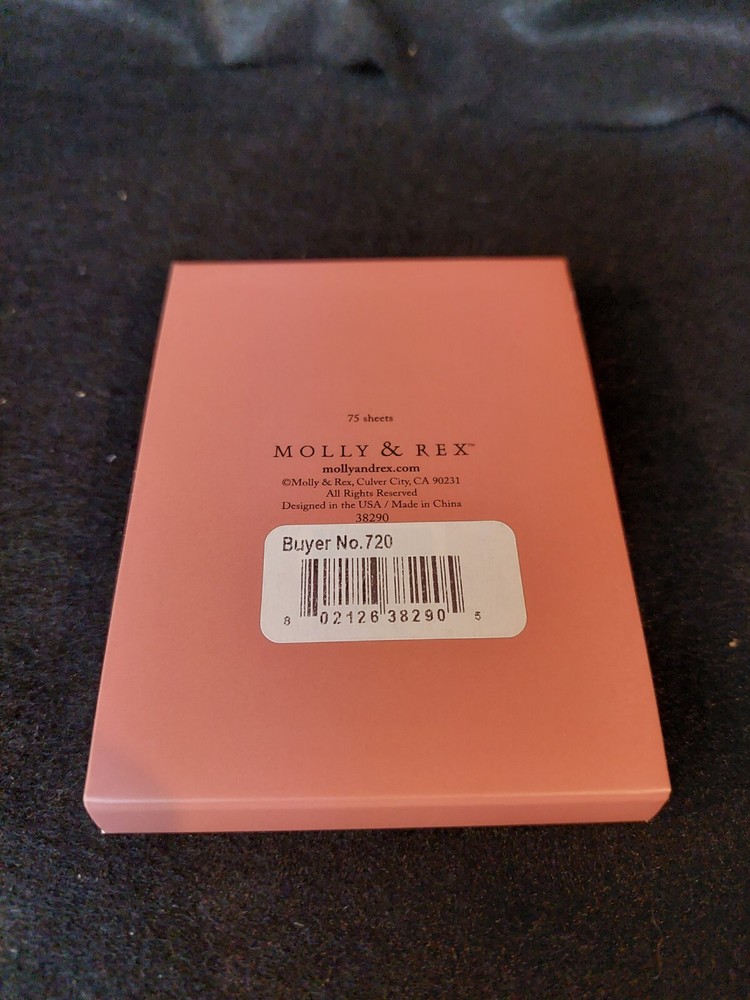 75 sheets
MOLLY & REX™
mollyandrex.com
©Molly & Rex, Culver City, CA 90231
All Rights Reserved
Designed in the USA / Made in China
38290
Buyer No.720
8 02126 38290 5